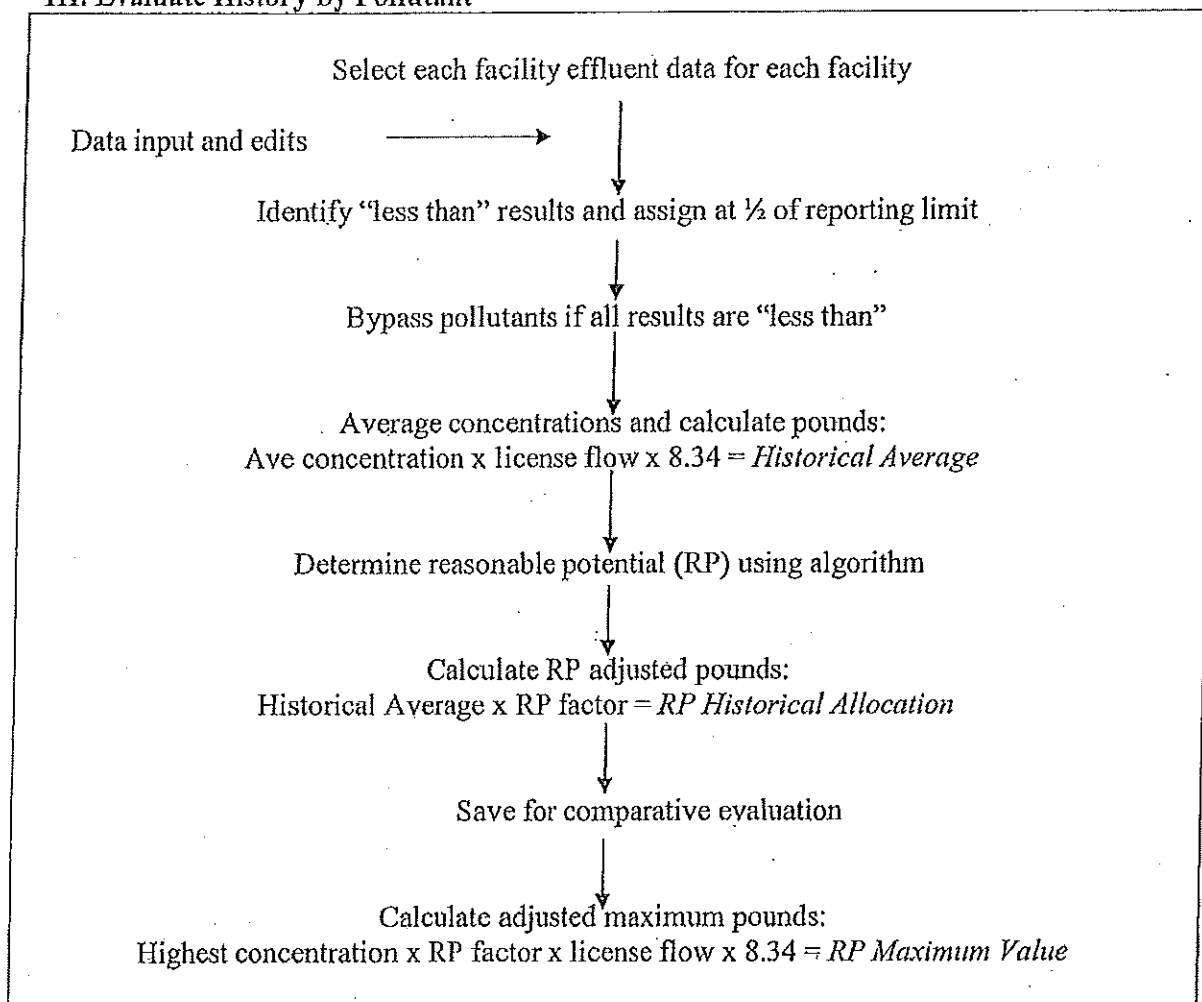 III. Evaluate History by Pollutant
Select each facility effluent data for each facility
Data input and edits
Identify “less than” results and assign at ½ of reporting limit
Bypass pollutants if all results are “less than”
Average concentrations and calculate pounds:
Ave concentration x license flow x 8.34 = Historical Average
Determine reasonable potential (RP) using algorithm
Calculate RP adjusted pounds:
Historical Average x RP factor = RP Historical Allocation
Save for comparative evaluation
Calculate adjusted maximum pounds:
Highest concentration x RP factor x license flow x 8.34 = RP Maximum Value